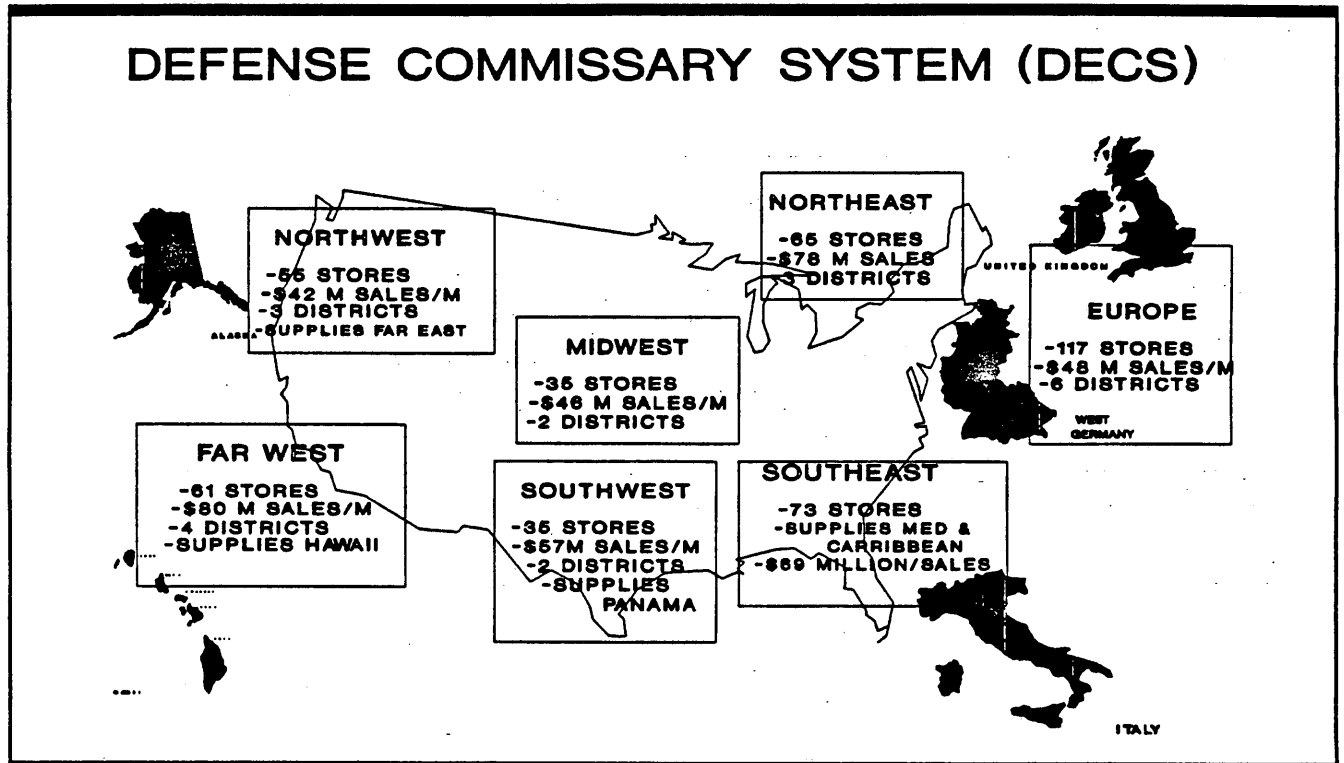 DEFENSE COMMISSARY SYSTEM (DECS)
NORTHWEST
-55 STORES
-$42 M SALES/M
-3 DISTRICTS
-SUPPLIES FAR EAST
ALASKA
NORTHEAST
-65 STORES
-$78 M SALES
-3 DISTRICTS
UNITED KINGDOM
EUROPE
-117 STORES
-$48 M SALES/M
-6 DISTRICTS
WEST
GERMANY
MIDWEST
-35 STORES
-$46 M SALES/M
-2 DISTRICTS
FAR WEST
-61 STORES
-$80 M SALES/M
-4 DISTRICTS
-SUPPLIES HAWAII
SOUTHWEST
-35 STORES
-$57M SALES/M
-2 DISTRICTS
-SUPPLIES
PANAMA
SOUTHEAST
-73 STORES
-SUPPLIES MED &
CARRIBBEAN
-$69 MILLION/SALES
ITALY